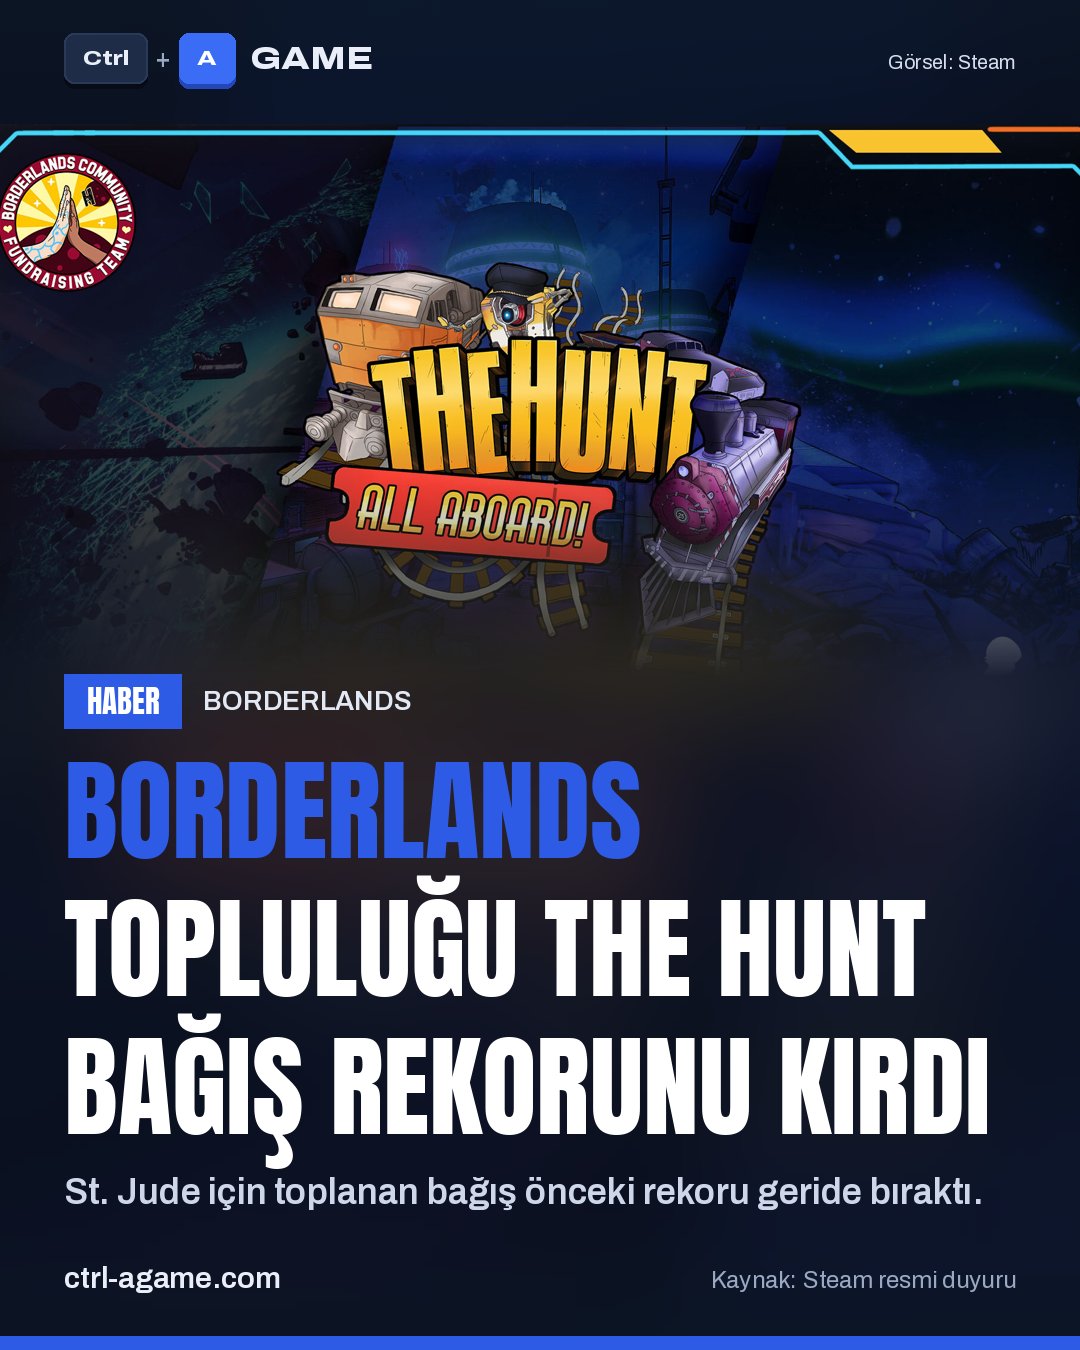 Ctrl + A GAME
Görsel: Steam
BORDERLANDS COMMUNITY
FUNDRAISING TEAM
THE HUNT
ALL ABOARD!
HABER BORDERLANDS
BORDERLANDS
TOPLULUĞU THE HUNT
BAĞIŞ REKORUNU KIRDI
St. Jude için toplanan bağış önceki rekoru geride bıraktı.
ctrl-agame.com
Kaynak: Steam resmi duyuru